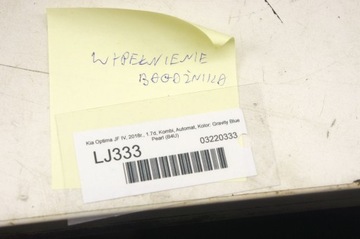 WYPEŁNIENIE
BAGAŻNIKA
Kia Optima JF IV, 2018r., 1.7d, Kombi, Automat, Kolor: Gravity Blue
Pearl (B4U)
LJ333 03220333